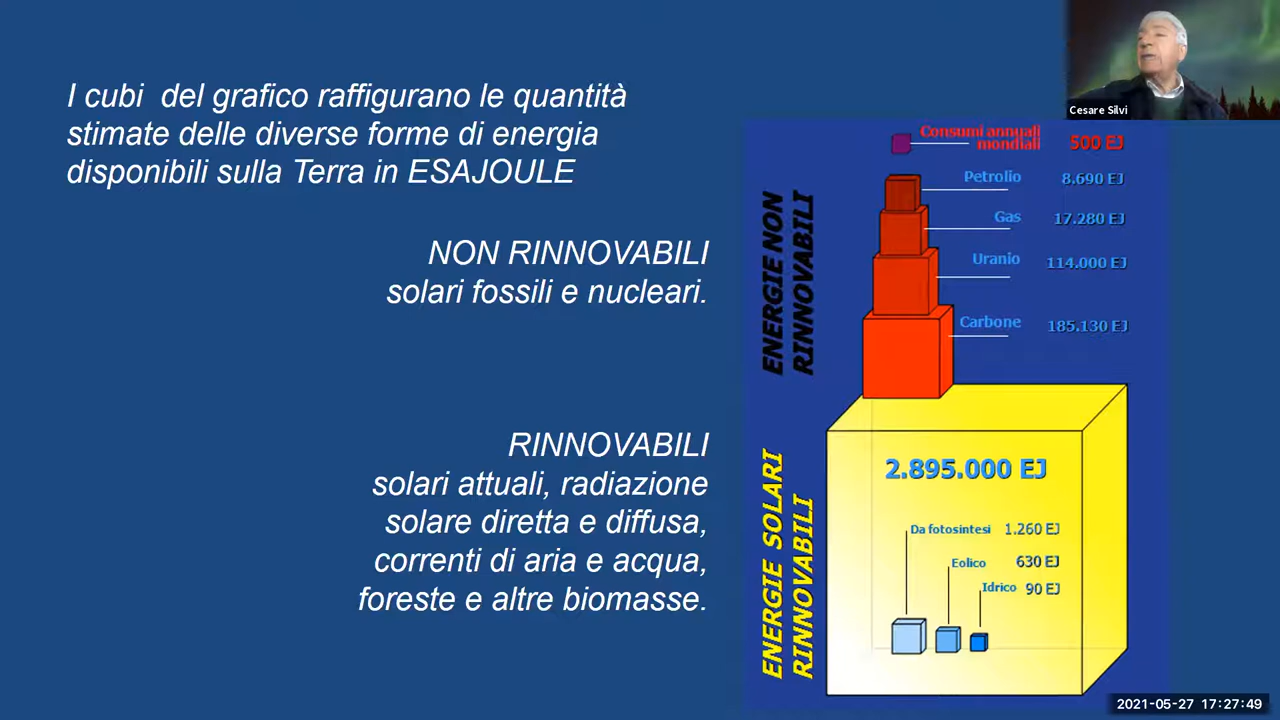 I cubi  del grafico raffigurano le quantità
stimate delle diverse forme di energia
disponibili sulla Terra in ESAJOULE
NON RINNOVABILI
solari fossili e nucleari.
RINNOVABILI
solari attuali, radiazione
solare diretta e diffusa,
correnti di aria e acqua,
foreste e altre biomasse.
Cesare Silvi
ENERGIE NON
RINNOVABILI
Consumi annuali
mondiali 500 EJ
Petrolio 8.690 EJ
Gas 17.280 EJ
Uranio 114.000 EJ
Carbone 185.130 EJ
ENERGIE SOLARI
RINNOVABILI
2.895.000 EJ
Da fotosintesi 1.260 EJ
Eolico 630 EJ
Idrico 90 EJ
2021-05-27 17:27:49